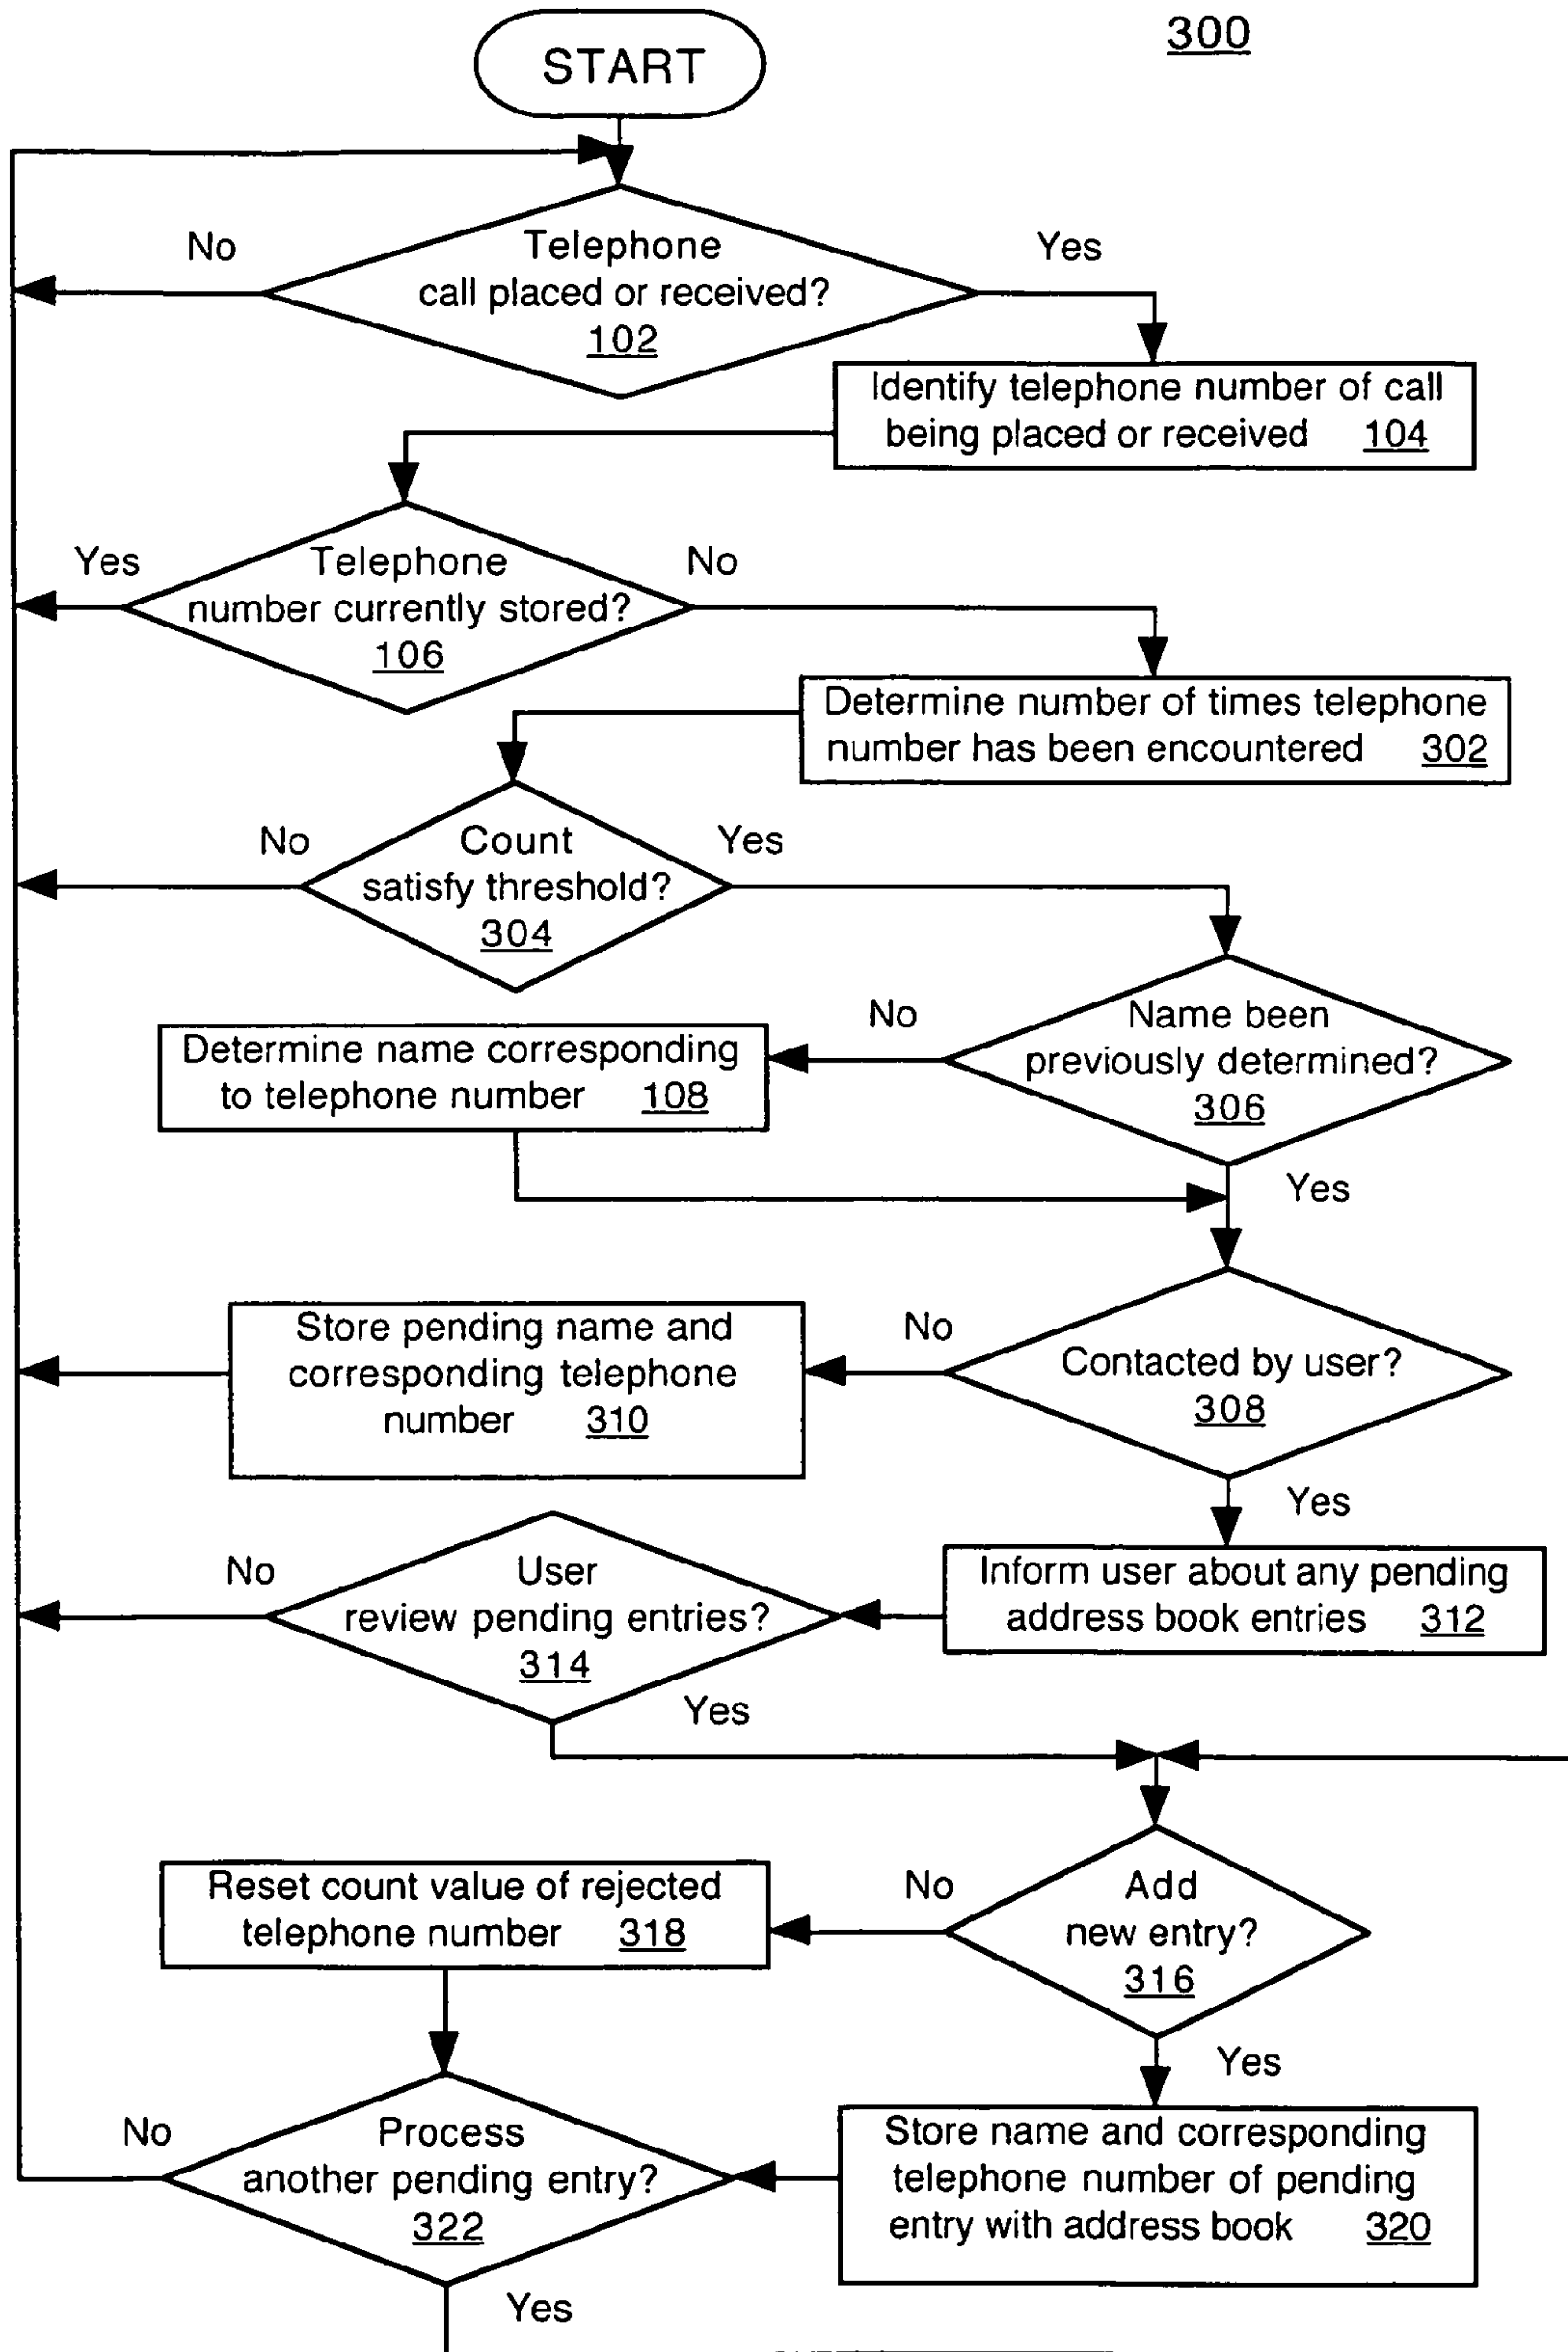 300
START
No
Telephone
call placed or received?
102
Yes
Identify telephone number of call
being placed or received 104
Yes
Telephone
number currently stored?
106
No
Determine number of times telephone
number has been encountered 302
No
Count
satisfy threshold?
304
Yes
Name been
previously determined?
306
No
Determine name corresponding
to telephone number 108
Yes
Contacted by user?
308
No
Store pending name and
corresponding telephone
number 310
Yes
Inform user about any pending
address book entries 312
User
review pending entries?
314
No
Yes
Add
new entry?
316
No
Reset count value of rejected
telephone number 318
Yes
Store name and corresponding
telephone number of pending
entry with address book 320
Process
another pending entry?
322
No
Yes